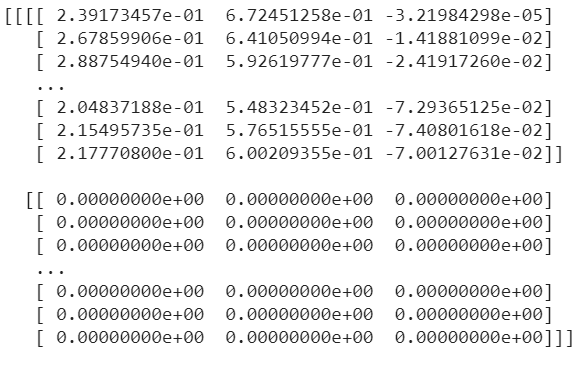 [[[[ 2.39173457e-01  6.72451258e-01 -3.21984298e-05]
[ 2.67859906e-01  6.41050994e-01 -1.41881099e-02]
[ 2.88754940e-01  5.92619777e-01 -2.41917260e-02]
...
[ 2.04837188e-01  5.48323452e-01 -7.29365125e-02]
[ 2.15495735e-01  5.76515555e-01 -7.40801618e-02]
[ 2.17770800e-01  6.00209355e-01 -7.00127631e-02]]
[[ 0.00000000e+00  0.00000000e+00  0.00000000e+00]
[ 0.00000000e+00  0.00000000e+00  0.00000000e+00]
[ 0.00000000e+00  0.00000000e+00  0.00000000e+00]
...
[ 0.00000000e+00  0.00000000e+00  0.00000000e+00]
[ 0.00000000e+00  0.00000000e+00  0.00000000e+00]
[ 0.00000000e+00  0.00000000e+00  0.00000000e+00]]]